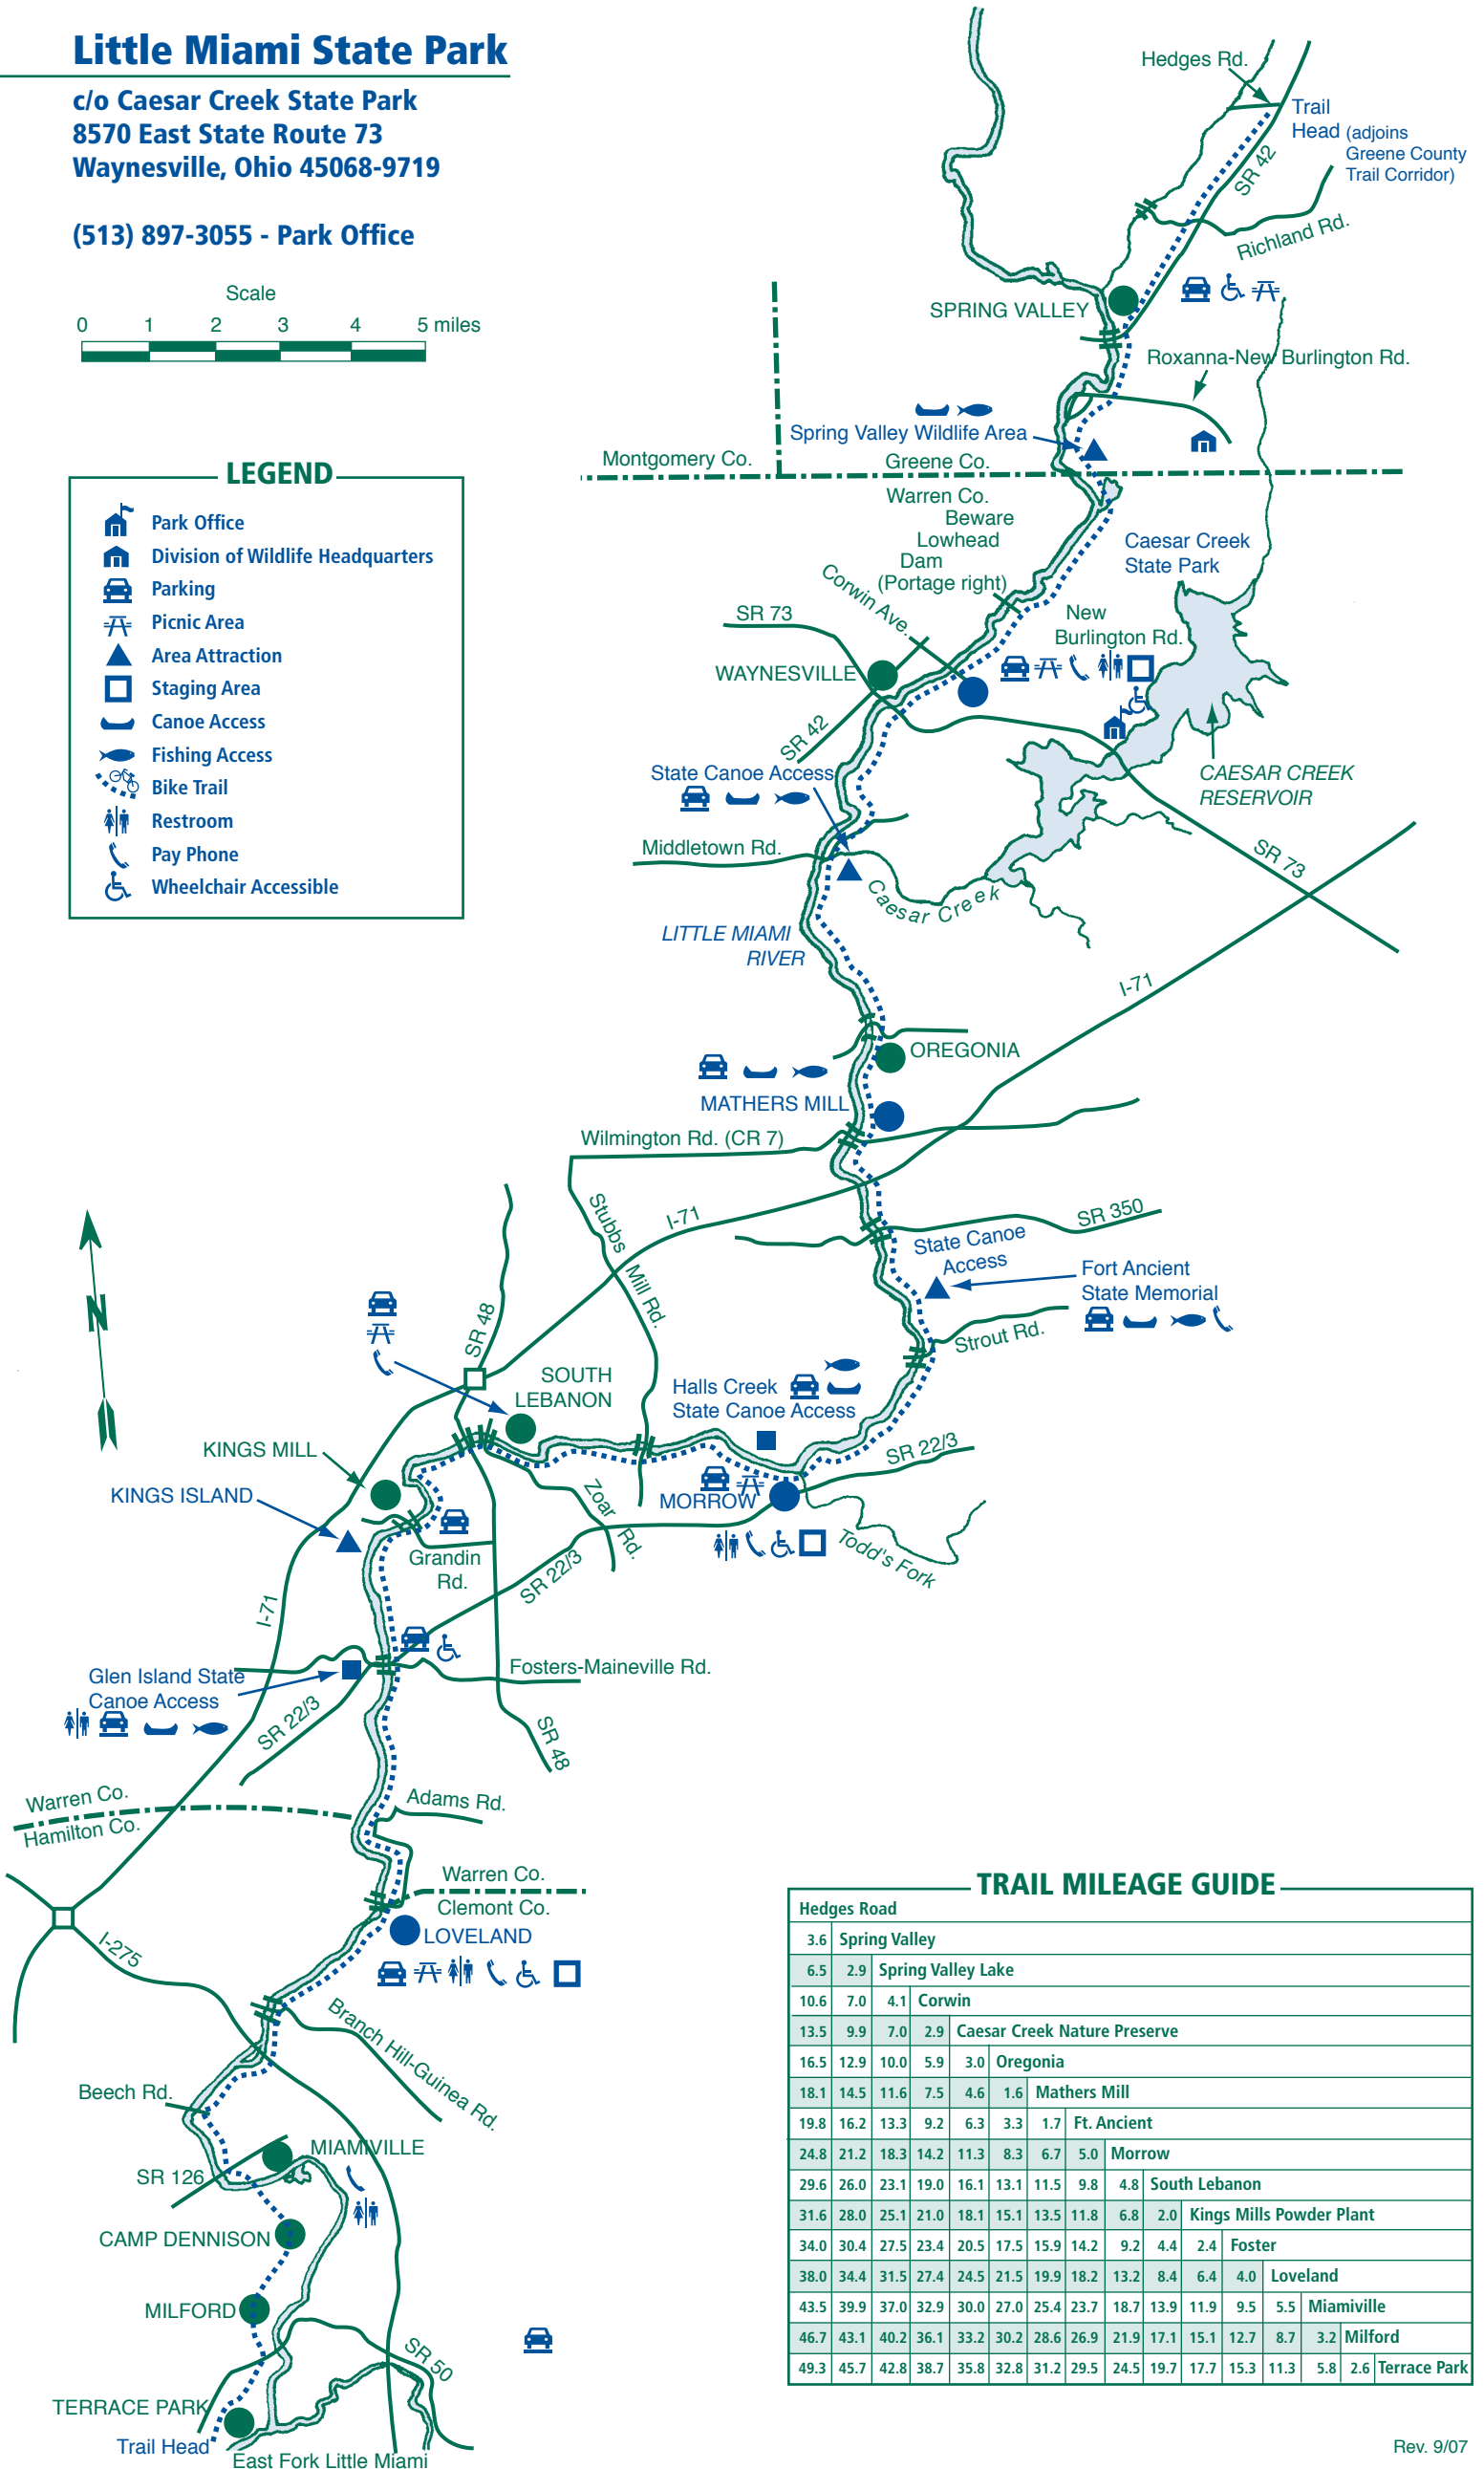 Little Miami State Park
c/o Caesar Creek State Park
8570 East State Route 73
Waynesville, Ohio 45068-9719
(513) 897-3055 - Park Office
Scale
0 1 2 3 4 5 miles
LEGEND
Park Office
Division of Wildlife Headquarters
Parking
Picnic Area
Area Attraction
Staging Area
Canoe Access
Fishing Access
Bike Trail
Restroom
Pay Phone
Wheelchair Accessible
Hedges Rd.
Trail
Head (adjoins
Greene County
Trail Corridor)
SR 42
Richland Rd.
SPRING VALLEY
Roxanna-New Burlington Rd.
Spring Valley Wildlife Area
Montgomery Co.
Greene Co.
Warren Co.
Beware
Lowhead
Dam
(Portage right)
Corwin Ave.
Caesar Creek
State Park
SR 73
New
Burlington Rd.
WAYNESVILLE
SR 42
State Canoe Access
CAESAR CREEK
RESERVOIR
Middletown Rd.
Caesar Creek
SR 73
LITTLE MIAMI
RIVER
I-71
OREGONIA
MATHERS MILL
Wilmington Rd. (CR 7)
Stubbs Mill Rd.
I-71
SR 350
State Canoe
Access
Fort Ancient
State Memorial
Strout Rd.
SR 48
SOUTH
LEBANON
Halls Creek
State Canoe Access
KINGS MILL
SR 22/3
KINGS ISLAND
Zoar Rd.
MORROW
Todd's Fork
Grandin
Rd.
SR 22/3
I-71
Fosters-Maineville Rd.
Glen Island State
Canoe Access
SR 22/3
SR 48
Warren Co.
Hamilton Co.
Adams Rd.
Warren Co.
Clemont Co.
LOVELAND
I-275
Branch Hill-Guinea Rd.
Beech Rd.
MIAMIVILLE
SR 126
CAMP DENNISON
MILFORD
SR 50
TERRACE PARK
Trail Head
East Fork Little Miami
TRAIL MILEAGE GUIDE
Hedges Road
3.6 Spring Valley
6.5 2.9 Spring Valley Lake
10.6 7.0 4.1 Corwin
13.5 9.9 7.0 2.9 Caesar Creek Nature Preserve
16.5 12.9 10.0 5.9 3.0 Oregonia
18.1 14.5 11.6 7.5 4.6 1.6 Mathers Mill
19.8 16.2 13.3 9.2 6.3 3.3 1.7 Ft. Ancient
24.8 21.2 18.3 14.2 11.3 8.3 6.7 5.0 Morrow
29.6 26.0 23.1 19.0 16.1 13.1 11.5 9.8 4.8 South Lebanon
31.6 28.0 25.1 21.0 18.1 15.1 13.5 11.8 6.8 2.0 Kings Mills Powder Plant
34.0 30.4 27.5 23.4 20.5 17.5 15.9 14.2 9.2 4.4 2.4 Foster
38.0 34.4 31.5 27.4 24.5 21.5 19.9 18.2 13.2 8.4 6.4 4.0 Loveland
43.5 39.9 37.0 32.9 30.0 27.0 25.4 23.7 18.7 13.9 11.9 9.5 5.5 Miamiville
46.7 43.1 40.2 36.1 33.2 30.2 28.6 26.9 21.9 17.1 15.1 12.7 8.7 3.2 Milford
49.3 45.7 42.8 38.7 35.8 32.8 31.2 29.5 24.5 19.7 17.7 15.3 11.3 5.8 2.6 Terrace Park
Rev. 9/07
N